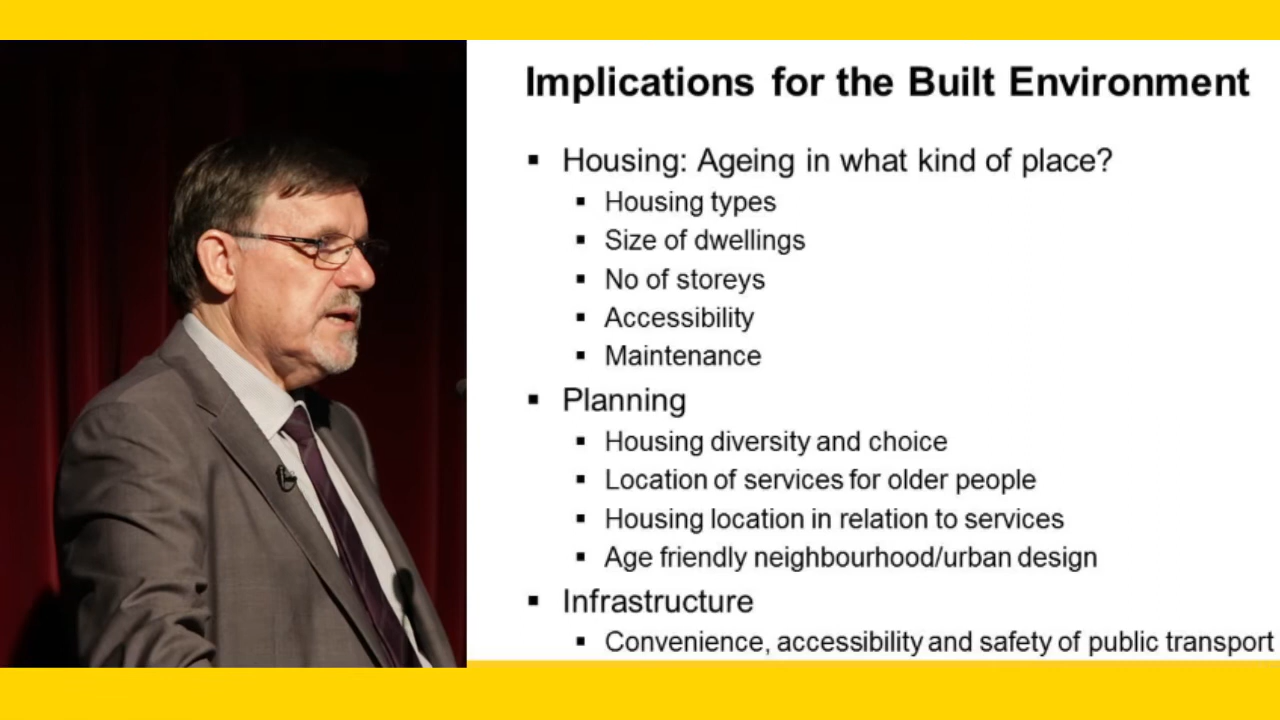 Implications for the Built Environment
▪ Housing: Ageing in what kind of place?
▪ Housing types
▪ Size of dwellings
▪ No of storeys
▪ Accessibility
▪ Maintenance
▪ Planning
▪ Housing diversity and choice
▪ Location of services for older people
▪ Housing location in relation to services
▪ Age friendly neighbourhood/urban design
▪ Infrastructure
▪ Convenience, accessibility and safety of public transport